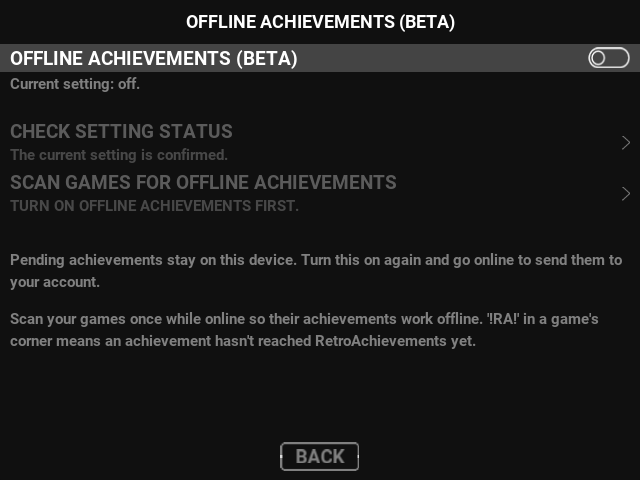 OFFLINE ACHIEVEMENTS (BETA)
OFFLINE ACHIEVEMENTS (BETA)
Current setting: off.
CHECK SETTING STATUS
The current setting is confirmed.
SCAN GAMES FOR OFFLINE ACHIEVEMENTS
TURN ON OFFLINE ACHIEVEMENTS FIRST.
Pending achievements stay on this device. Turn this on again and go online to send them to
your account.
Scan your games once while online so their achievements work offline. '!RA!' in a game's
corner means an achievement hasn't reached RetroAchievements yet.
BACK